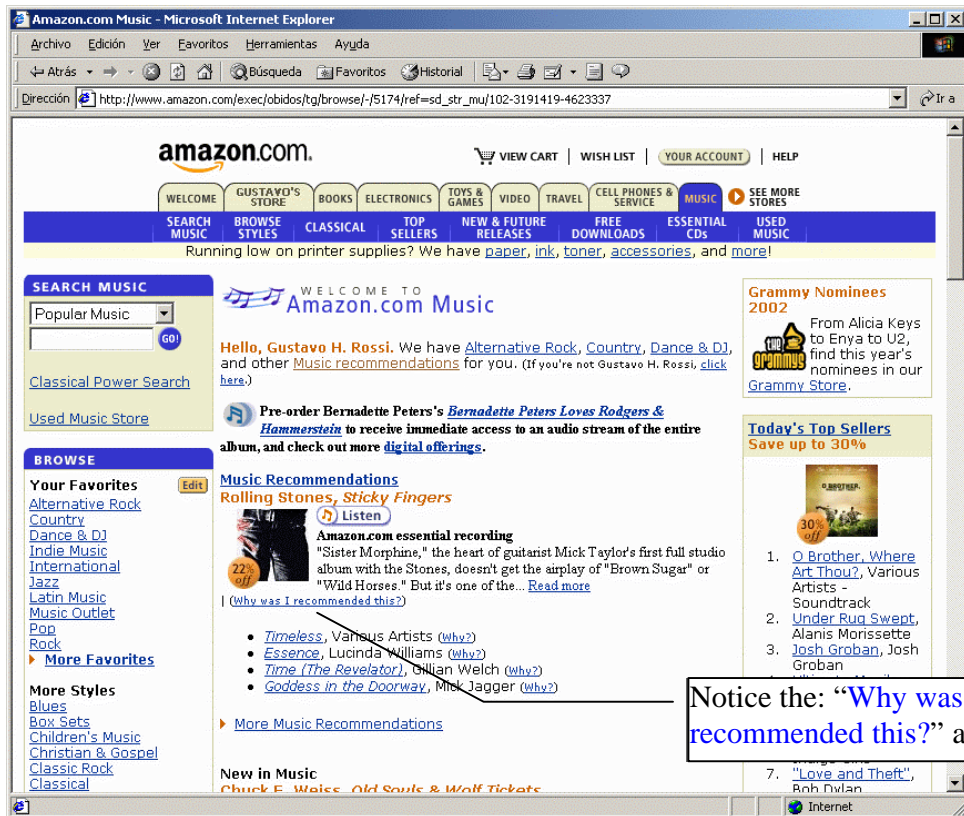 Amazon.com Music - Microsoft Internet Explorer
Archivo Edición Ver Favoritos Herramientas Ayuda
Atrás Búsqueda Favoritos Historial
Dirección http://www.amazon.com/exec/obidos/tg/browse/-/5174/ref=sd_str_mu/102-3191419-4623337 Ir a
amazon.com.
VIEW CART | WISH LIST | YOUR ACCOUNT | HELP
WELCOME
GUSTAVO'S STORE
BOOKS
ELECTRONICS
TOYS & GAMES
VIDEO
TRAVEL
CELL PHONES & SERVICE
MUSIC
SEE MORE STORES
SEARCH MUSIC
BROWSE STYLES
CLASSICAL
TOP SELLERS
NEW & FUTURE RELEASES
FREE DOWNLOADS
ESSENTIAL CDs
USED MUSIC
Running low on printer supplies? We have paper, ink, toner, accessories, and more!
SEARCH MUSIC
Popular Music
GO!
Classical Power Search
Used Music Store
BROWSE
Your Favorites Edit
Alternative Rock
Country
Dance & DJ
Indie Music
International
Jazz
Latin Music
Music Outlet
Pop
Rock
More Favorites
More Styles
Blues
Box Sets
Children's Music
Christian & Gospel
Classic Rock
Classical
WELCOME TO
Amazon.com Music
Hello, Gustavo H. Rossi. We have Alternative Rock, Country, Dance & DJ,
and other Music recommendations for you. (If you're not Gustavo H. Rossi, click
here.)
Pre-order Bernadette Peters's Bernadette Peters Loves Rodgers &
Hammerstein to receive immediate access to an audio stream of the entire
album, and check out more digital offerings.
Music Recommendations
Rolling Stones, Sticky Fingers
Listen
22% off
Amazon.com essential recording
"Sister Morphine," the heart of guitarist Mick Taylor's first full studio
album with the Stones, doesn't get the airplay of "Brown Sugar" or
"Wild Horses." But it's one of the... Read more
| (Why was I recommended this?)
• Timeless, Various Artists (Why?)
• Essence, Lucinda Williams (Why?)
• Time (The Revelator), Gillian Welch (Why?)
• Goddess in the Doorway, Mick Jagger (Why?)
More Music Recommendations
New in Music
Chuck E. Weiss, Old Souls & Wolf Tickets
Grammy Nominees
2002
grammys
From Alicia Keys
to Enya to U2,
find this year's
nominees in our
Grammy Store.
Today's Top Sellers
Save up to 30%
O BROTHER,
30% off
1. O Brother, Where
Art Thou?, Various
Artists -
Soundtrack
2. Under Rug Swept,
Alanis Morissette
3. Josh Groban, Josh
Groban
Notice the: “Why was
recommended this?” a
7. "Love and Theft",
Bob Dylan
Internet